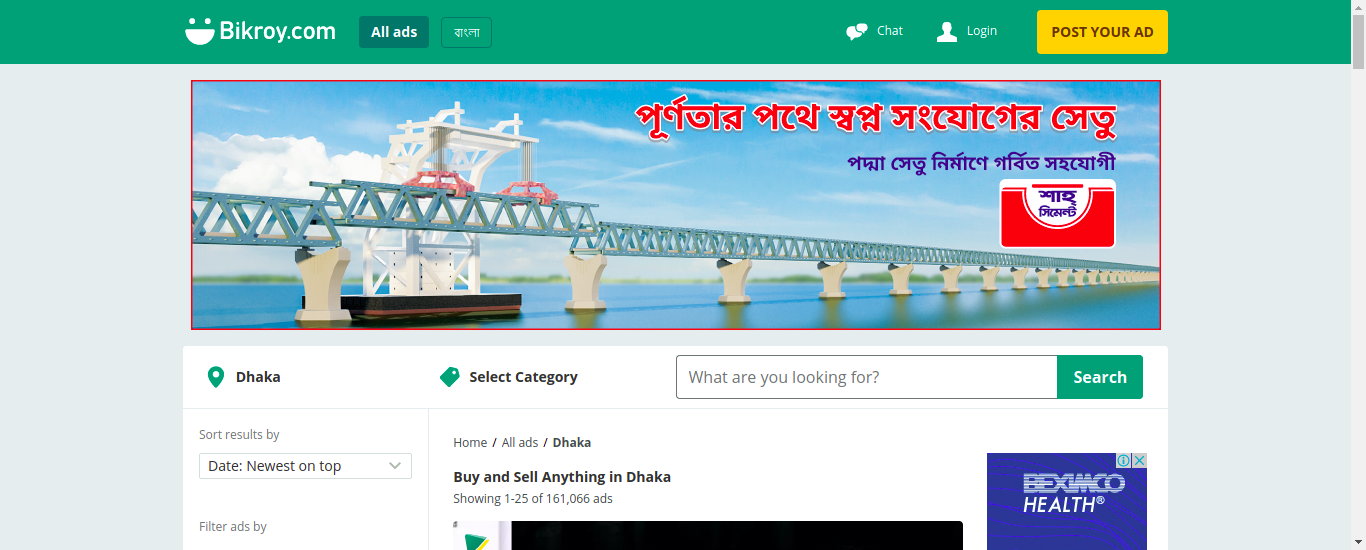 Bikroy.com
All ads
বাংলা
Chat
Login
POST YOUR AD
পূর্ণতার পথে স্বপ্ন সংযোগের সেতু
পদ্মা সেতু নির্মাণে গর্বিত সহযোগী
শাহ্
সিমেন্ট
Dhaka
Select Category
What are you looking for?
Search
Sort results by
Date: Newest on top
Filter ads by
Home / All ads / Dhaka
Buy and Sell Anything in Dhaka
Showing 1-25 of 161,066 ads
BEXIMCO
HEALTH®